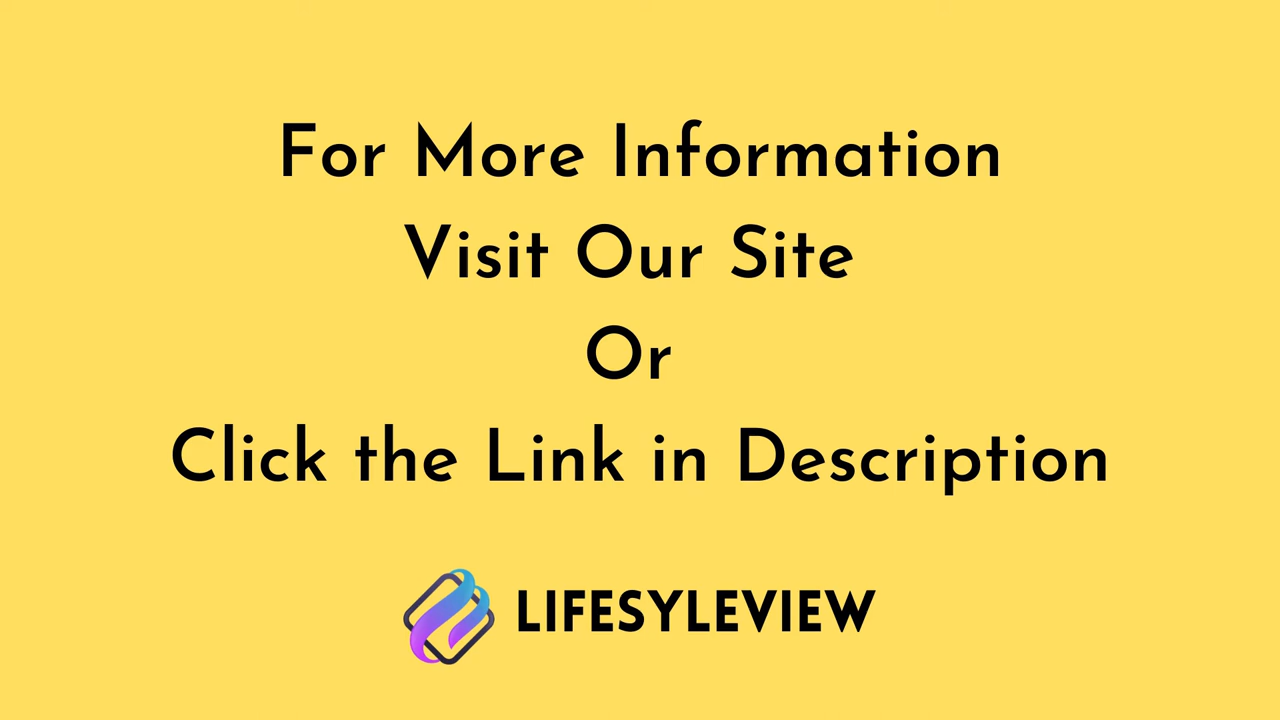 For More Information
Visit Our Site
Or
Click the Link in Description
LIFESYLEVIEW